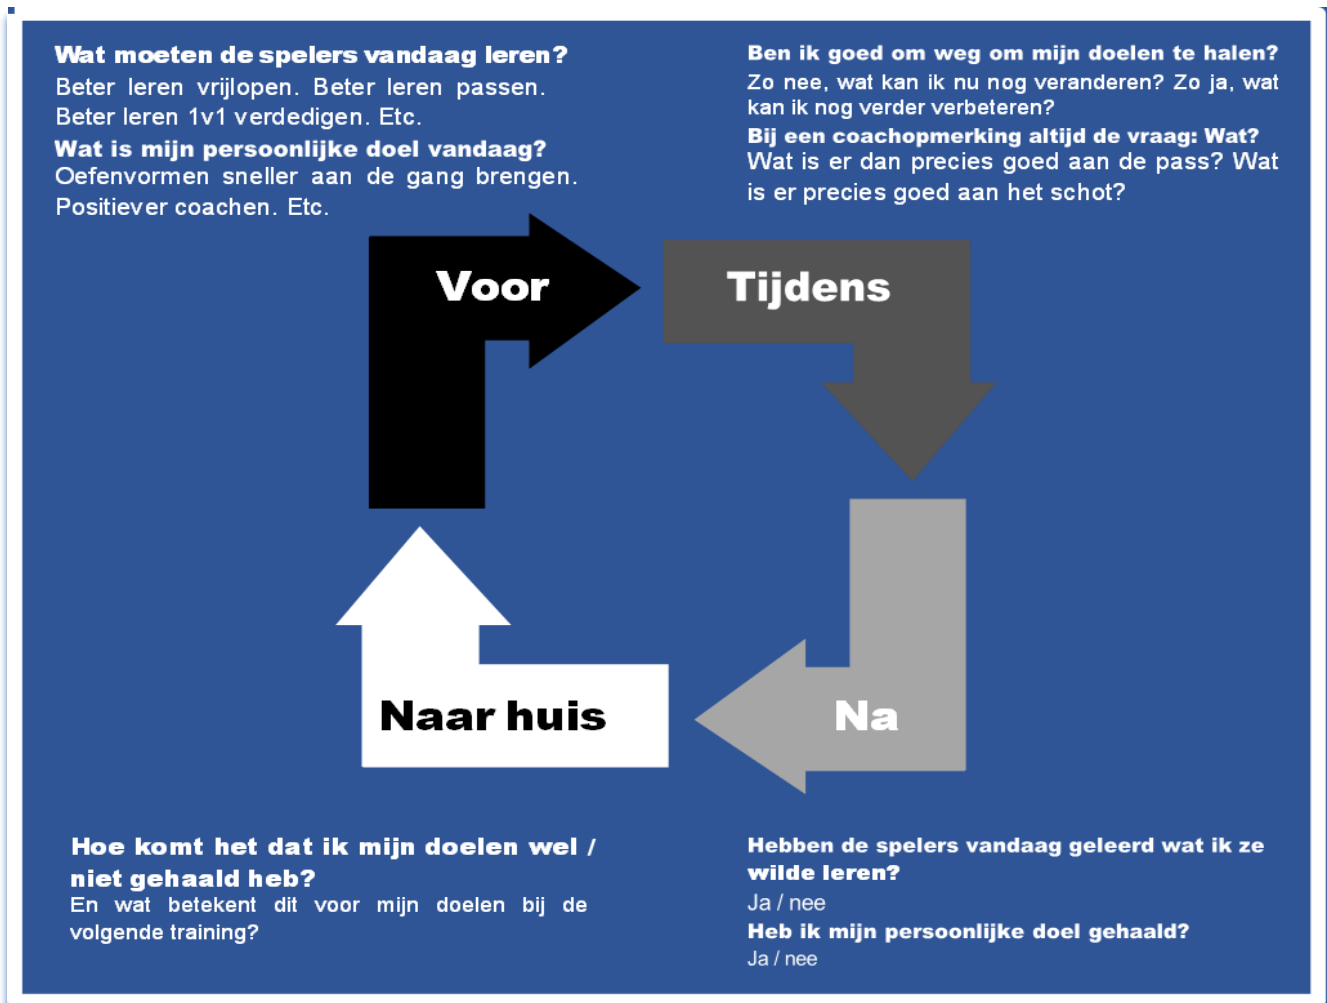 Wat moeten de spelers vandaag leren?
Beter leren vrijlopen. Beter leren passen.
Beter leren 1v1 verdedigen. Etc.
Wat is mijn persoonlijke doel vandaag?
Oefenvormen sneller aan de gang brengen.
Positiever coachen. Etc.
Ben ik goed om weg om mijn doelen te halen?
Zo nee, wat kan ik nu nog veranderen? Zo ja, wat
kan ik nog verder verbeteren?
Bij een coachopmerking altijd de vraag: Wat?
Wat is er dan precies goed aan de pass? Wat
is er precies goed aan het schot?
Voor
Tijdens
Naar huis
Na
Hoe komt het dat ik mijn doelen wel /
niet gehaald heb?
En wat betekent dit voor mijn doelen bij de
volgende training?
Hebben de spelers vandaag geleerd wat ik ze
wilde leren?
Ja / nee
Heb ik mijn persoonlijke doel gehaald?
Ja / nee